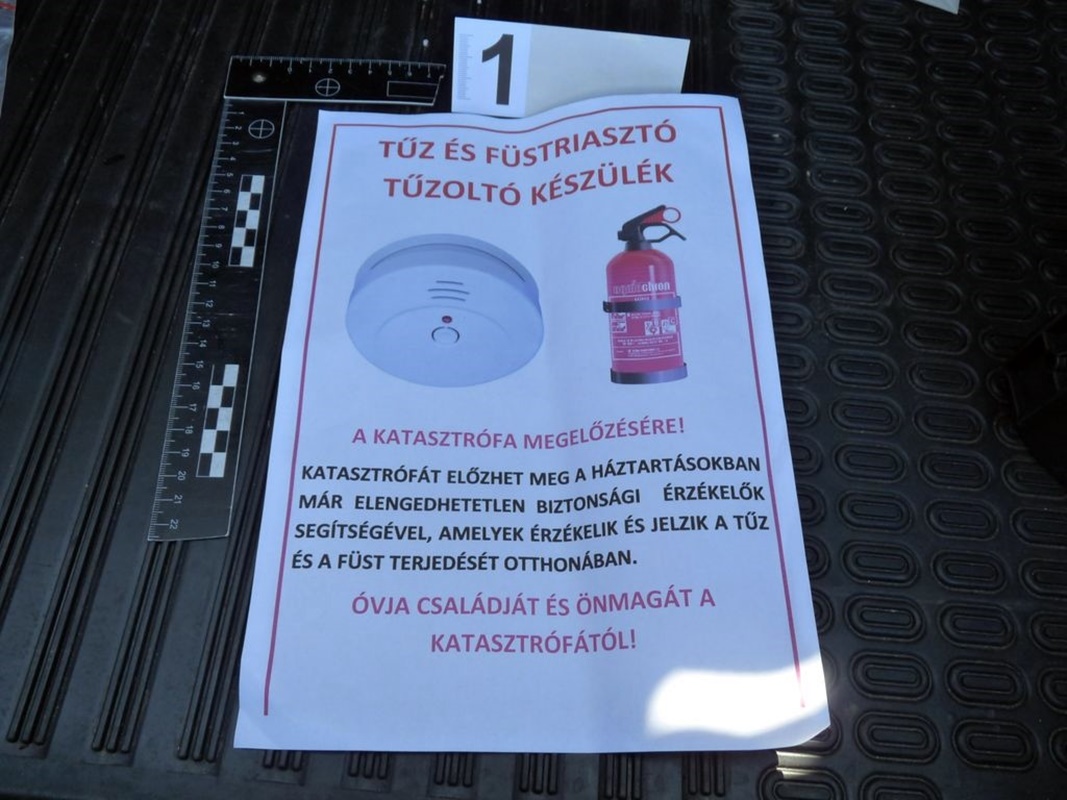 1
TŰZ ÉS FÜSTRIASZTÓ
TŰZOLTÓ KÉSZÜLÉK
A KATASZTRÓFA MEGELŐZÉSÉRE!
KATASZTRÓFÁT ELŐZHET MEG A HÁZTARTÁSOKBAN
MÁR ELENGEDHETETLEN BIZTONSÁGI ÉRZÉKELŐK
SEGÍTSÉGÉVEL, AMELYEK ÉRZÉKELIK ÉS JELZIK A TŰZ
ÉS A FÜST TERJEDÉSÉT OTTHONÁBAN.
ÓVJA CSALÁDJÁT ÉS ÖNMAGÁT A
KATASZTRÓFÁTÓL!